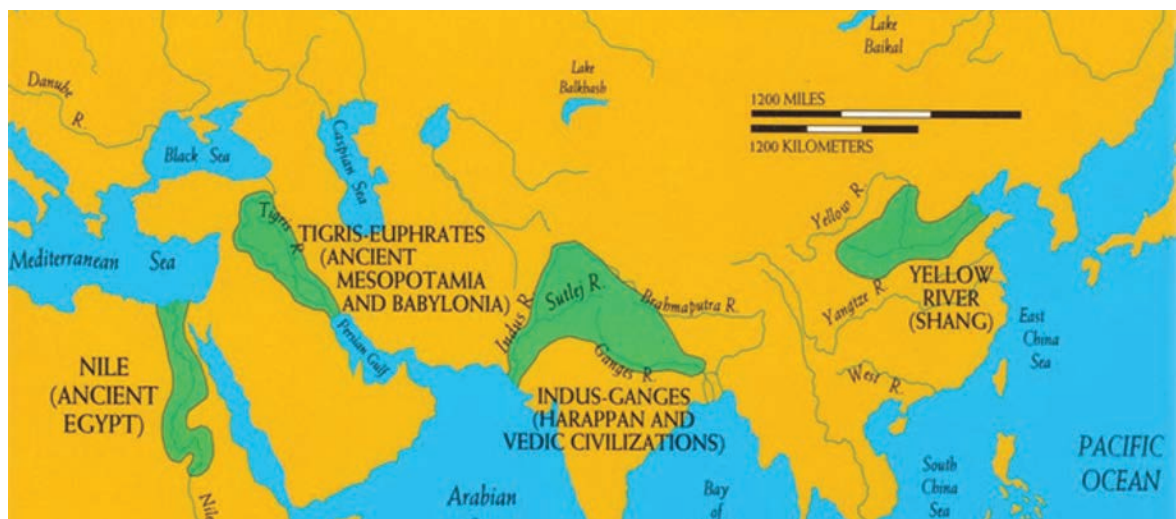 Lake
Baikal
Danube
R.
Lake
Balkhash
1200 MILES
1200 KILOMETERS
Black Sea
Caspian Sea
Yellow R.
Tigris R.
TIGRIS-EUPHRATES
(ANCIENT
MESOPOTAMIA
AND BABYLONIA)
Mediterranean Sea
Persian Gulf
Indus R.
Sutlej R.
Brahmaputra R.
Ganges R.
Yangtze R.
YELLOW
RIVER
(SHANG)
East
China
Sea
West R.
NILE
(ANCIENT
EGYPT)
INDUS-GANGES
(HARAPPAN AND
VEDIC CIVILIZATIONS)
PACIFIC
OCEAN
Nile
Arabian
Bay
of
South
China
Sea